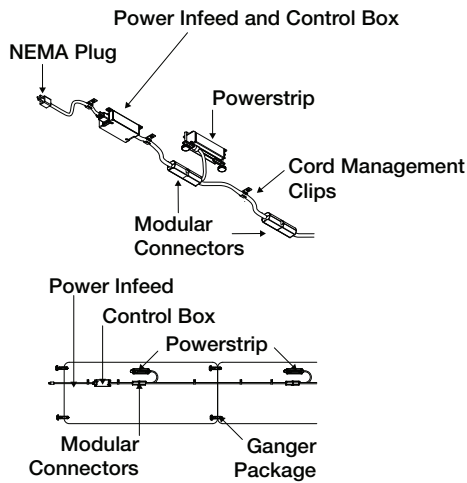 Power Infeed and Control Box
NEMA Plug
Powerstrip
Cord Management
Clips
Modular
Connectors
Power Infeed
Control Box
Powerstrip
Modular
Connectors
Ganger
Package